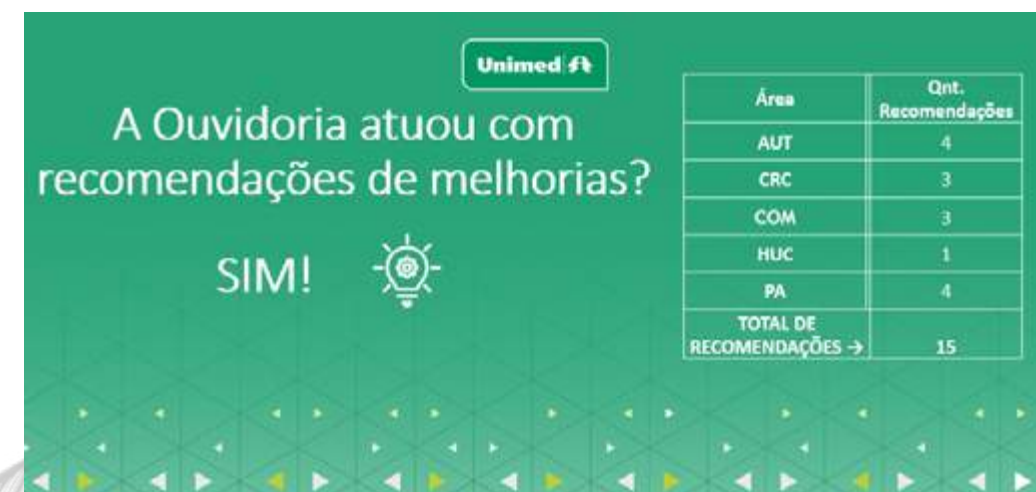 Unimed
A Ouvidoria atuou com
recomendações de melhorias?
SIM!
Área Qnt.
Recomendações
AUT 4
CRC 3
COM 3
HUC 1
PA 4
TOTAL DE
RECOMENDAÇÕES → 15